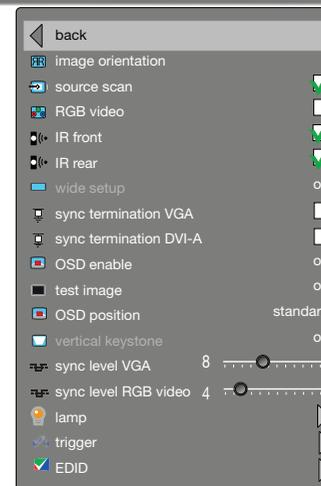 back
image orientation
source scan
RGB video
IR front
IR rear
wide setup
sync termination VGA
sync termination DVI-A
OSD enable
test image
OSD position
vertical keystone
sync level VGA 8
sync level RGB video 4
lamp
trigger
EDID